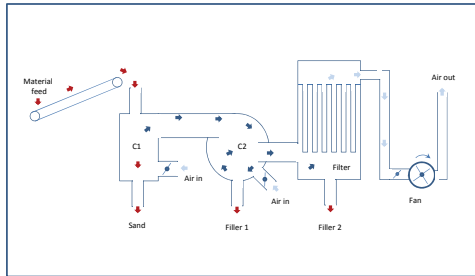 Material
feed
Air out
C1
C2
Filter
Air in
Air in
Fan
Sand
Filler 1
Filler 2